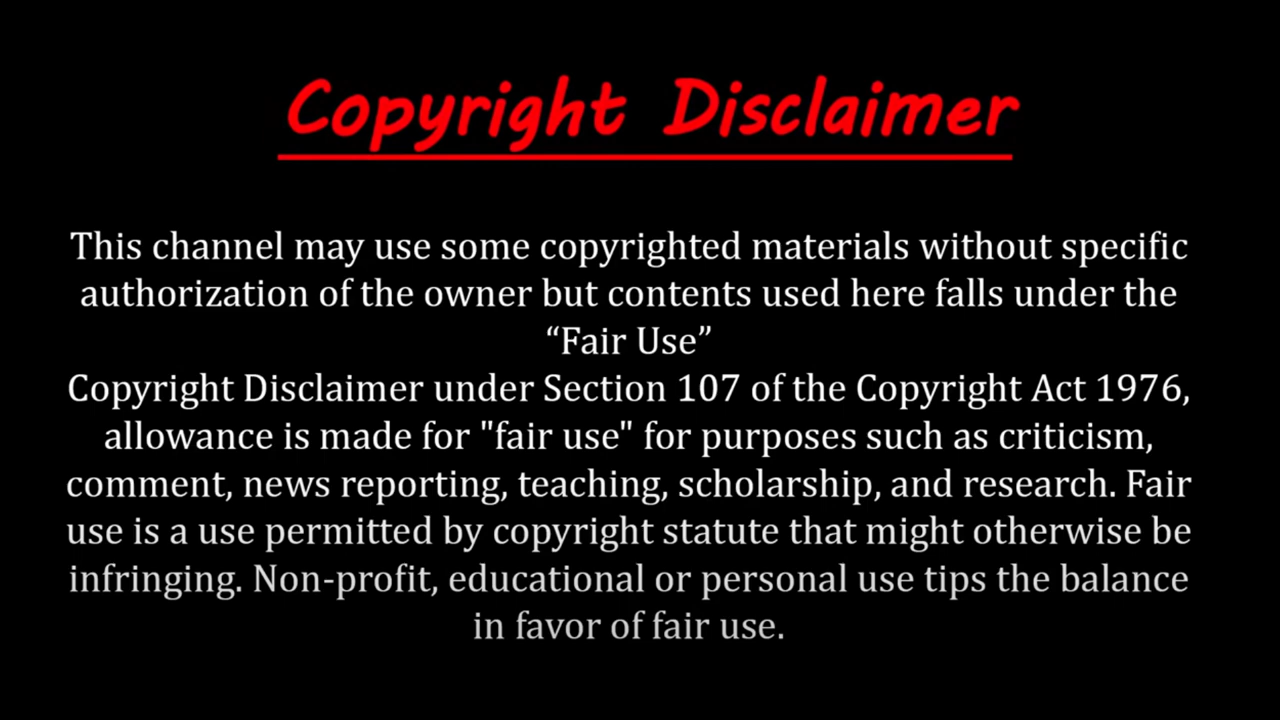 Copyright Disclaimer
This channel may use some copyrighted materials without specific
authorization of the owner but contents used here falls under the
“Fair Use”
Copyright Disclaimer under Section 107 of the Copyright Act 1976,
allowance is made for "fair use" for purposes such as criticism,
comment, news reporting, teaching, scholarship, and research. Fair
use is a use permitted by copyright statute that might otherwise be
infringing. Non-profit, educational or personal use tips the balance
in favor of fair use.